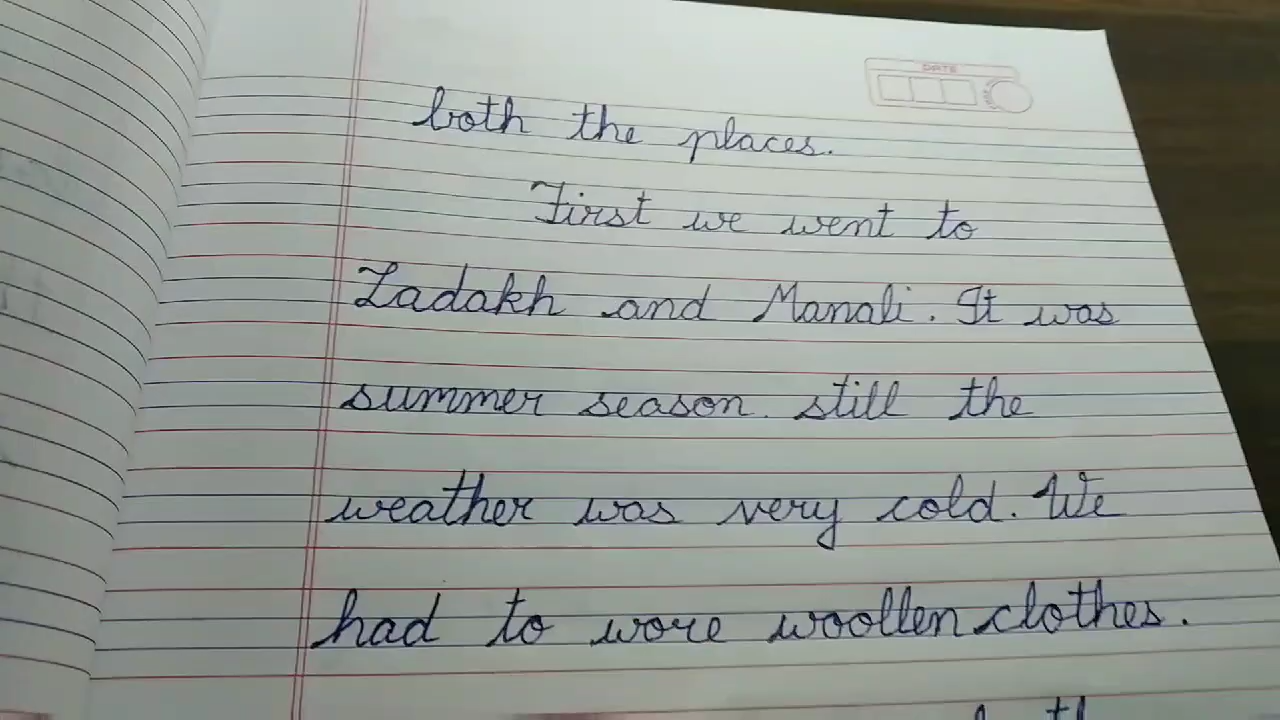 DATE
both the places.
First we went to
Ladakh and Manali. It was
summer season. still the
weather was very cold. We
had to wore woollen clothes.